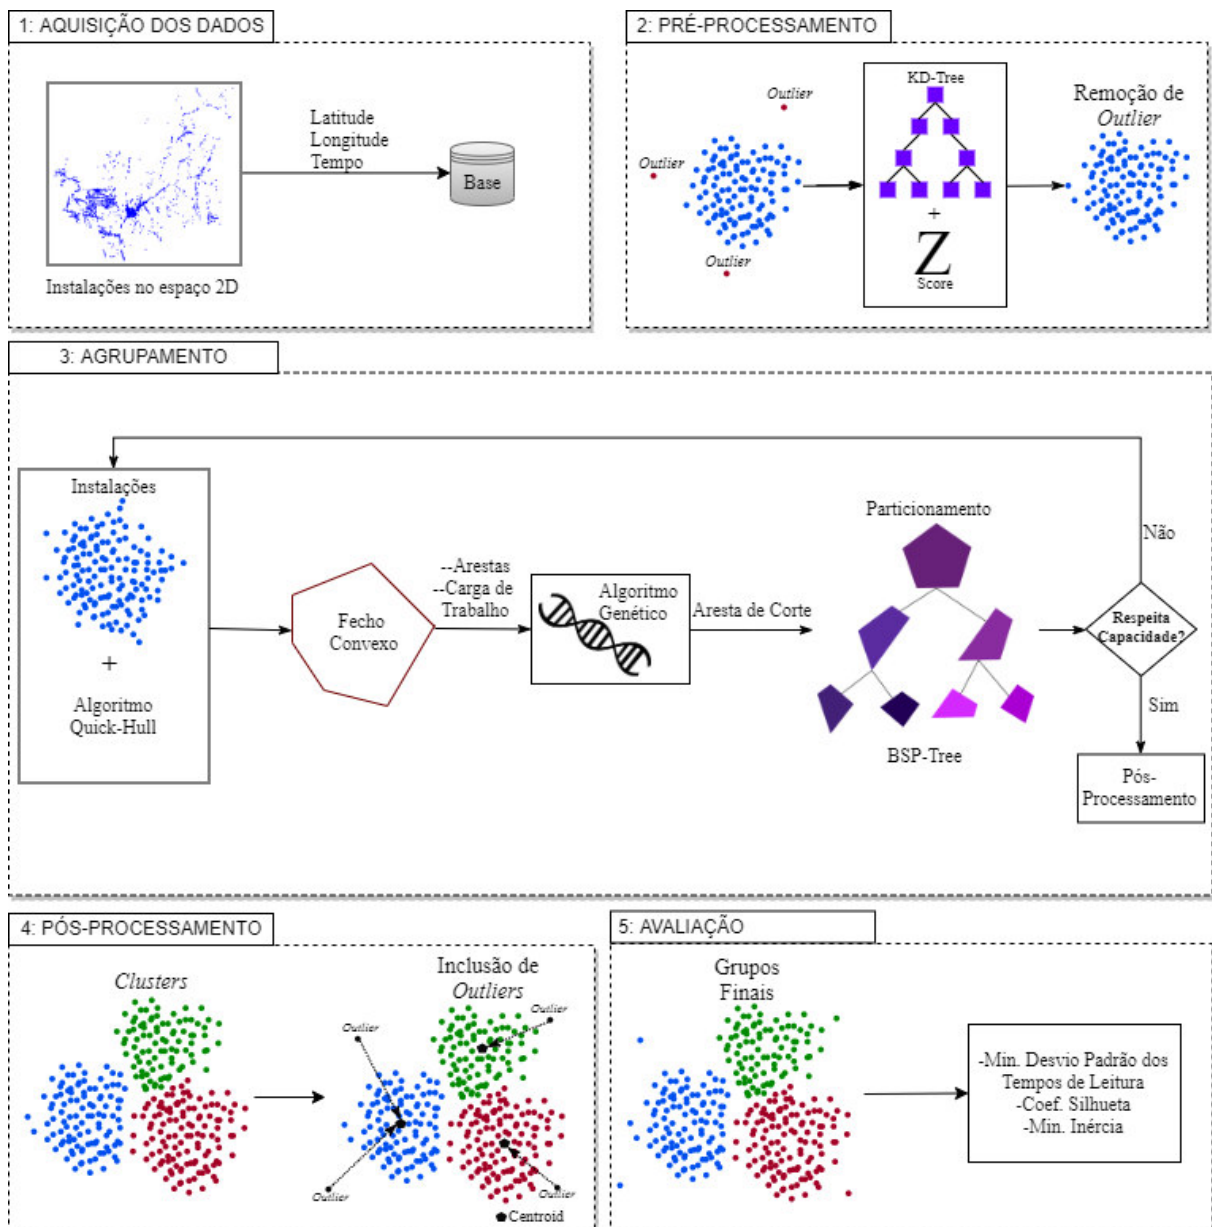 1: AQUISIÇÃO DOS DADOS
Latitude
Longitude
Tempo
Base
Instalações no espaço 2D
2: PRÉ-PROCESSAMENTO
Outlier
Outlier
Outlier
KD-Tree
+
Z
Score
Remoção de
Outlier
3: AGRUPAMENTO
Instalações
+
Algoritmo
Quick-Hull
Fecho
Convexo
--Arestas
--Carga de
Trabalho
Algoritmo
Genético
Aresta de Corte
Particionamento
BSP-Tree
Respeita
Capacidade?
Não
Sim
Pós-
Processamento
4: PÓS-PROCESSAMENTO
Clusters
Inclusão de
Outliers
Outlier
Outlier
Outlier
Outlier
Centroid
5: AVALIAÇÃO
Grupos
Finais
-Min. Desvio Padrão dos
Tempos de Leitura
-Coef. Silhueta
-Min. Inércia